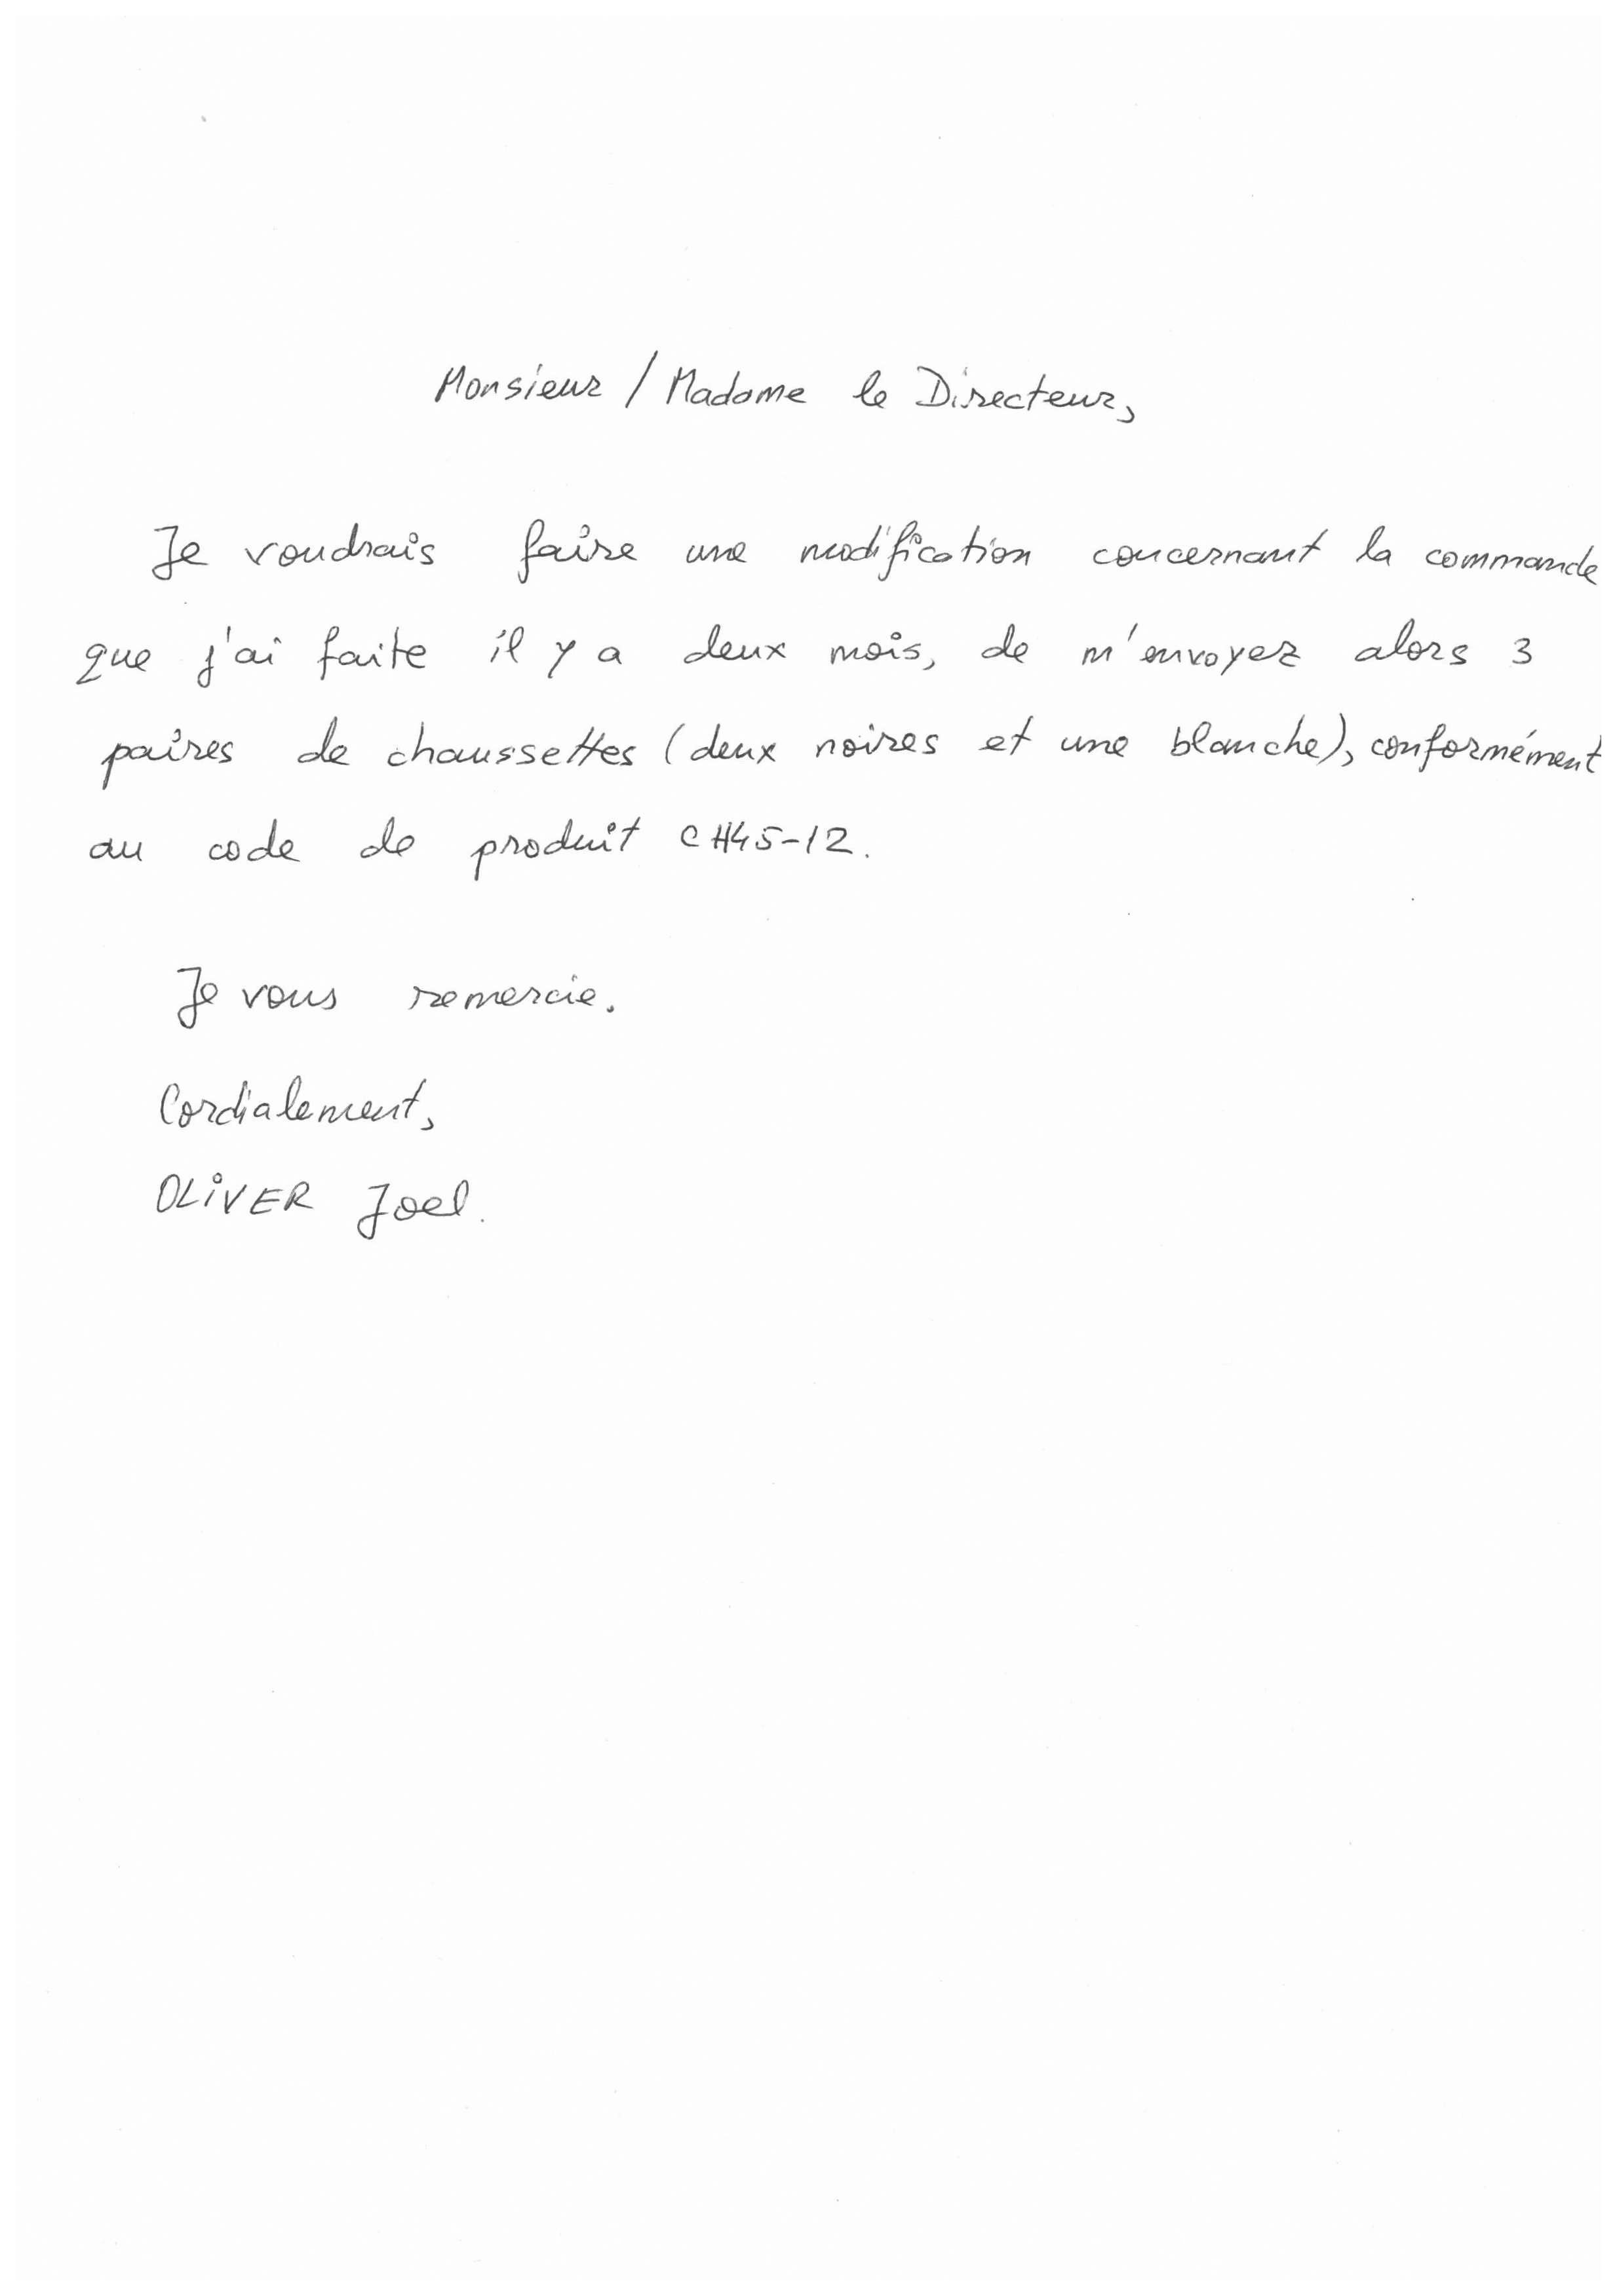 Monsieur / Madame le Directeur,
Je voudrais faire une modification concernant la commande
que j'ai faite il y a deux mois, de m'envoyez alors 3
paires de chaussettes (deux noires et une blanche), conformément
au code de produit CH45-12.
Je vous remercie.
Cordialement,
OLIVER Joel.